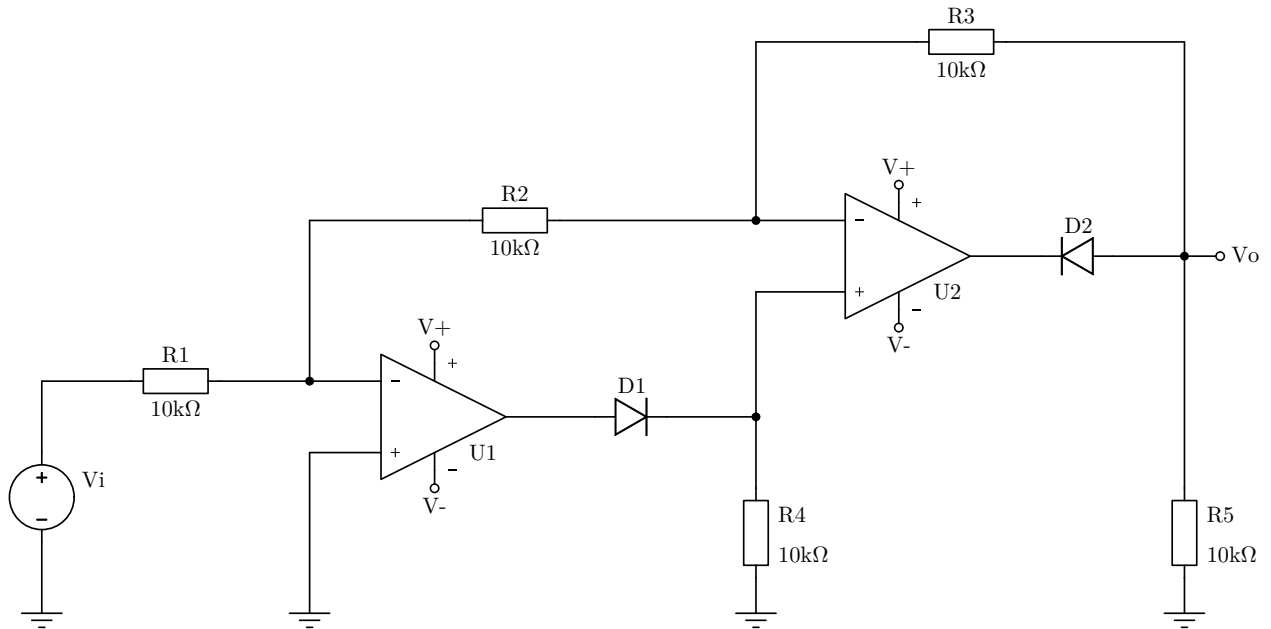 R3
10kΩ
V+
+
R2
10kΩ
−
D2
Vo
+
U2
−
V-
V+
+
R1
10kΩ
−
D1
+
U1
−
V-
Vi
+
−
R4
10kΩ
R5
10kΩ